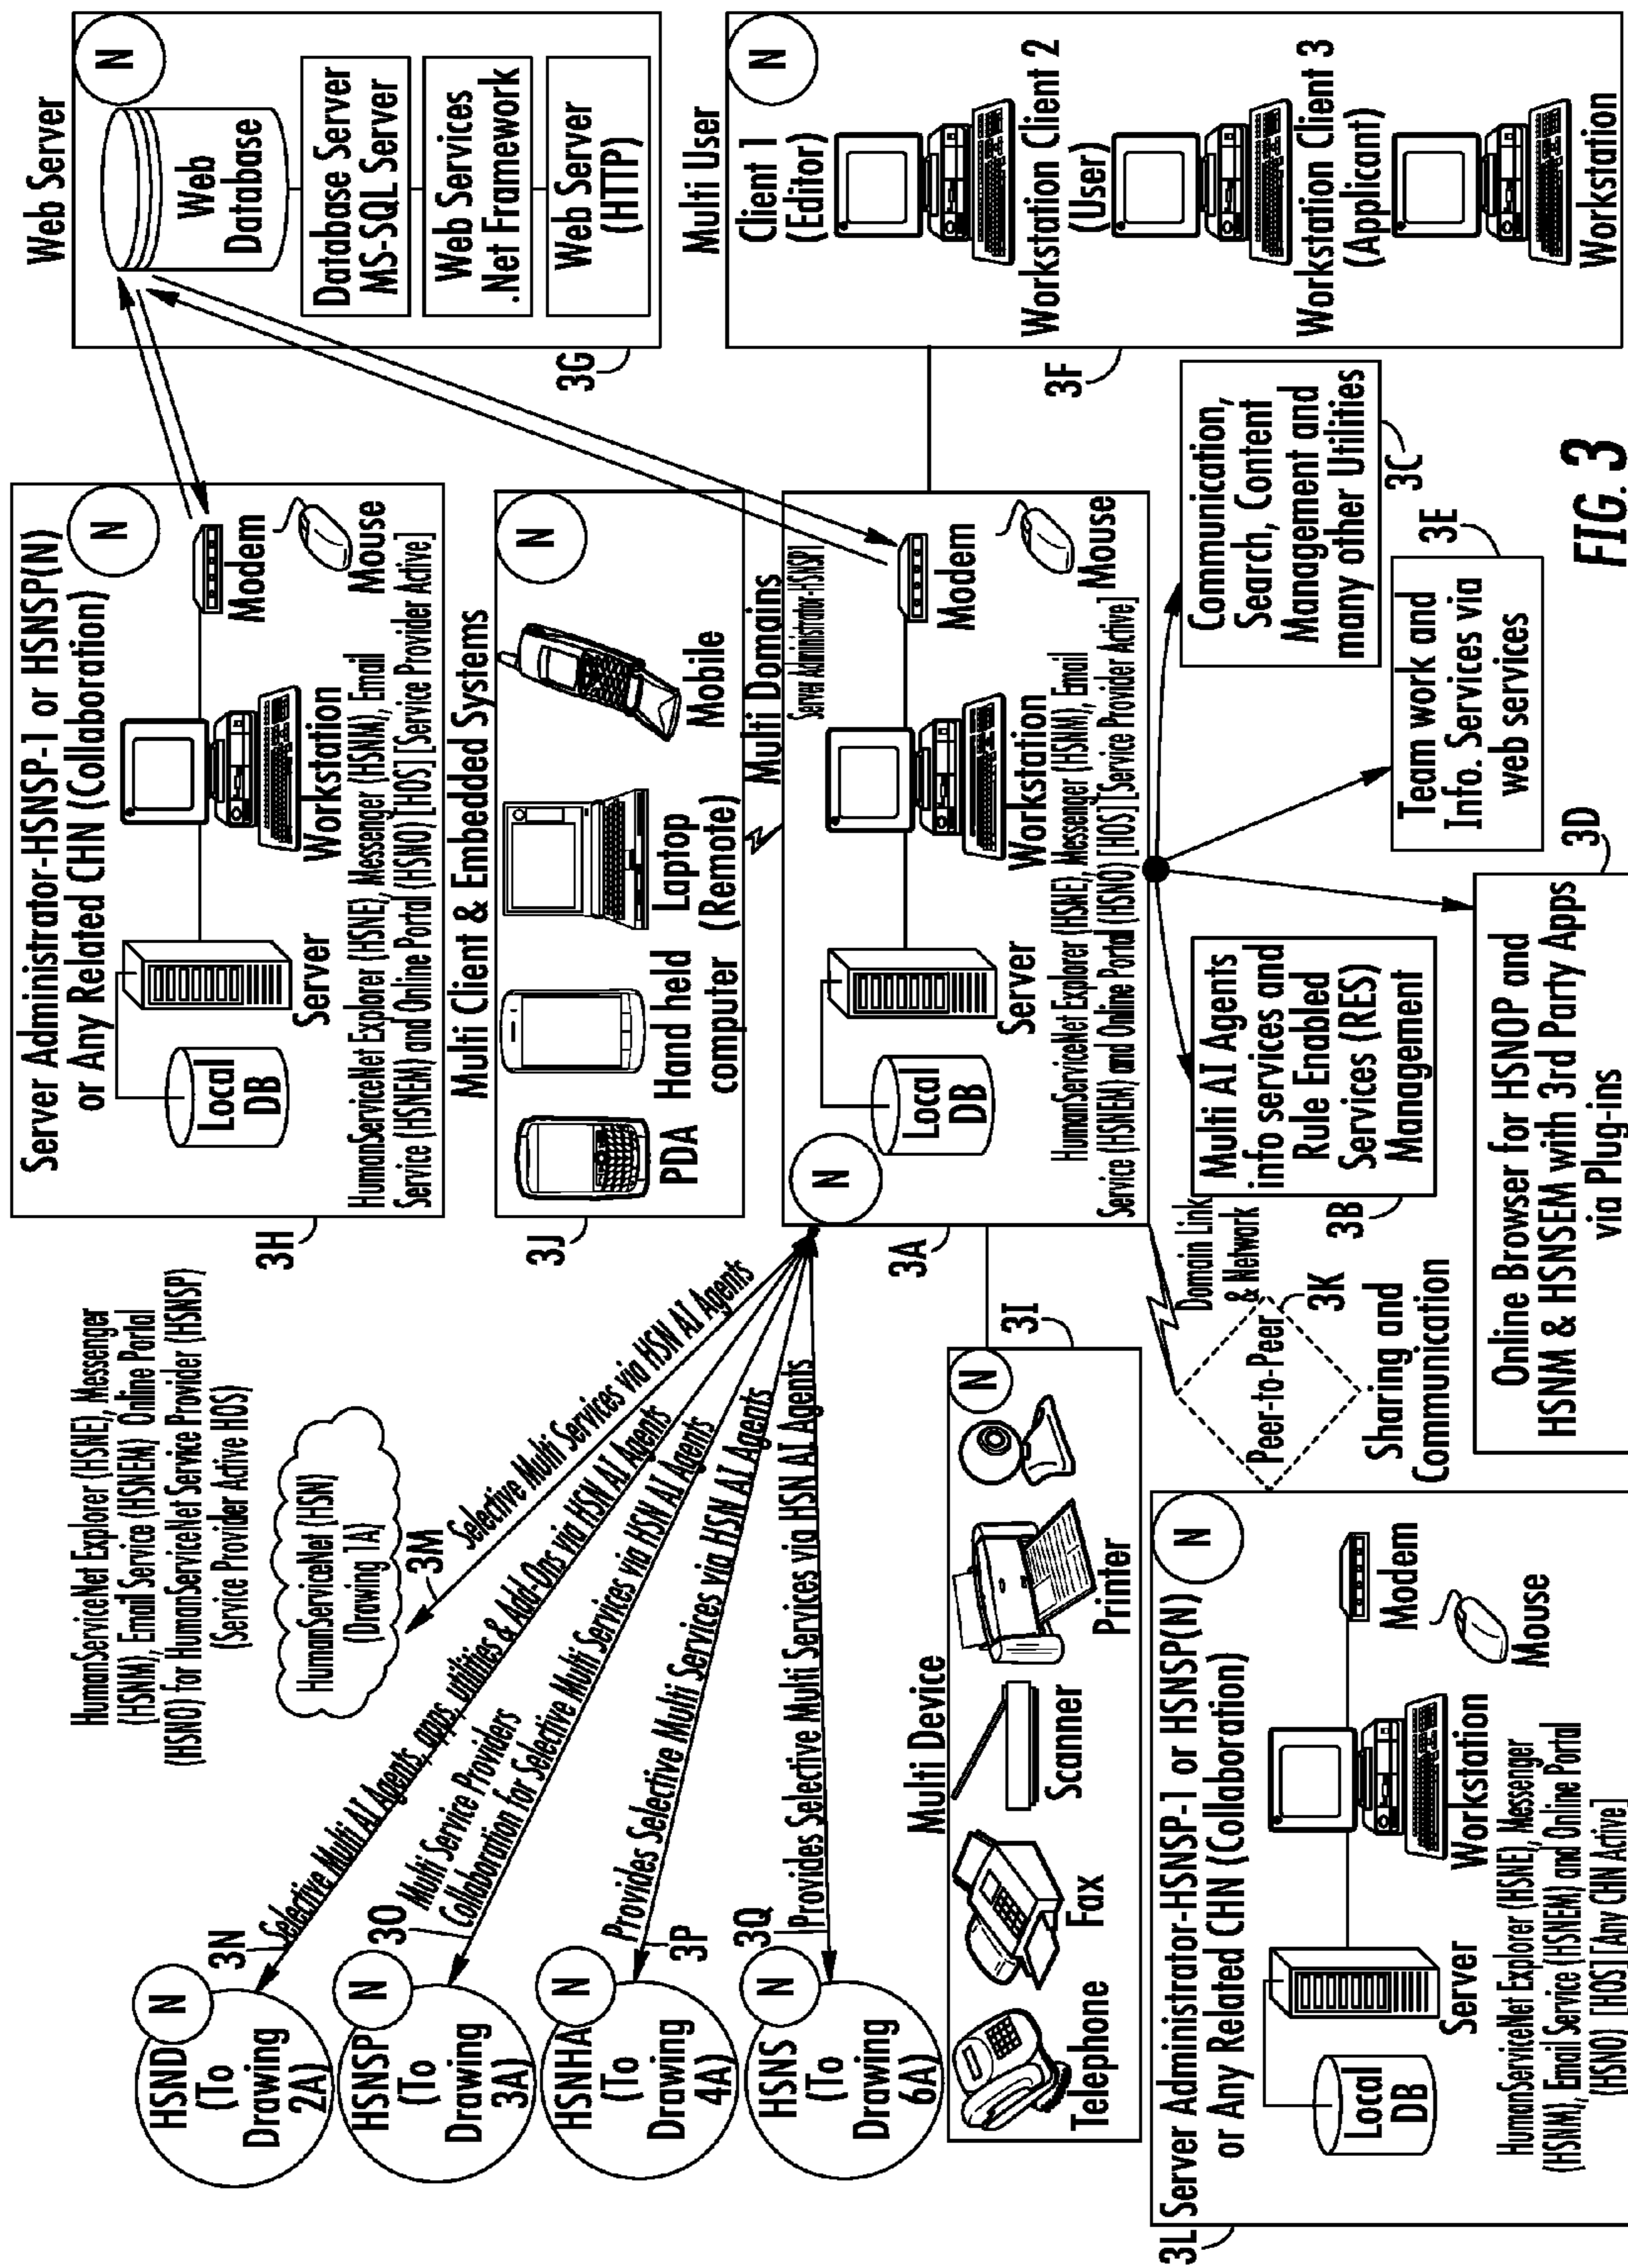 HumanServiceNet Explorer (HSNE), Messenger
(HSNM), Email Service (HSNEM) Online Portal
(HSNO) for HumanServiceNet Service Provider (HSNSP)
(Service Provider Active HOS)
HumanServiceNet (HSN)
(Drawing 1A)
3M
Selective Multi Services via HSN AI Agents
HSND
(To
Drawing
2A)
N
3N
Selective Multi AI Agents, apps, utilities & Add-Ons via HSN AI Agents
HSNSP
(To
Drawing
3A)
N
3O
Multi Service Providers
Collaboration for Selective Multi Services via HSN AI Agents
HSNHA
(To
Drawing
4A)
N
3P
Provides Selective Multi Services via HSN AI Agents
HSNS
(To
Drawing
6A)
N
3Q
Provides Selective Multi Services via HSN AI Agents
3H
Server Administrator-HSNSP-1 or HSNSP(N)
or Any Related CHN (Collaboration)
N
Local
DB
Server
Workstation
Modem
Mouse
HumanServiceNet Explorer (HSNE), Messenger (HSNM), Email
Service (HSNEM) and Online Portal (HSNO) [HOS] [Service Provider Active]
Web Server
N
Web
Database
Database Server
MS-SQL Server
Web Services
.Net Framework
Web Server
(HTTP)
3G
Multi Client & Embedded Systems
N
PDA
Hand held
computer
Laptop
(Remote)
Mobile
3J
Multi Domains
Server Administrator-HSNSP1
N
Local
DB
Server
Workstation
Modem
Mouse
HumanServiceNet Explorer (HSNE), Messenger (HSNM), Email
Service (HSNEM) and Online Portal (HSNO) [HOS] [Service Provider Active]
3A
Multi User
N
Client 1
(Editor)
Workstation Client 2
(User)
Workstation Client 3
(Applicant)
Workstation
3F
Multi Device
N
Telephone
Fax
Scanner
Printer
3I
Domain Link
& Network
Peer-to-Peer
3K
Sharing and
Communication
Multi AI Agents
info services and
Rule Enabled
Services (RES)
Management
3B
Communication,
Search, Content
Management and
many other Utilities
3C
Team work and
Info. Services via
web services
3E
Online Browser for HSNOP and
HSNM & HSNSEM with 3rd Party Apps
via Plug-ins
3D
3L
Server Administrator-HSNSP-1 or HSNSP(N)
or Any Related CHN (Collaboration)
N
Local
DB
Server
Workstation
Modem
Mouse
HumanServiceNet Explorer (HSNE), Messenger
(HSNM), Email Service (HSNEM) and Online Portal
(HSNO) [HOS] [Any CHN Active]
FIG. 3